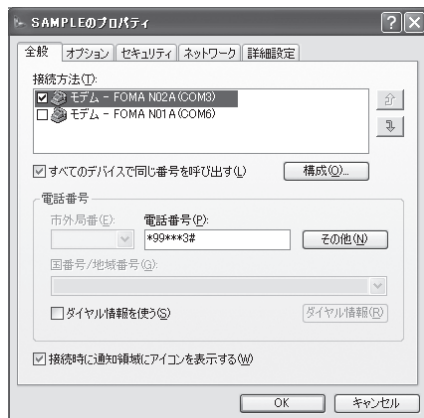 SAMPLEのプロパティ
全般 オプション セキュリティ ネットワーク 詳細設定
接続方法(T):
モデム - FOMA N02A(COM3)
モデム - FOMA N01A(COM6)
すべてのデバイスで同じ番号を呼び出す(L) 構成(O)...
電話番号
市外局番(E): 電話番号(P):
*99***3# その他(N)
国番号/地域番号(G):
ダイヤル情報を使う(S) ダイヤル情報(R)
接続時に通知領域にアイコンを表示する(W)
OK キャンセル